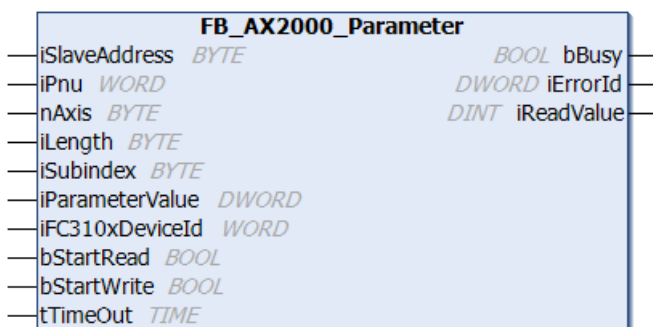 FB_AX2000_Parameter
iSlaveAddress BYTE BOOL bBusy
iPnu WORD DWORD iErrorId
nAxis BYTE DINT iReadValue
iLength BYTE
iSubindex BYTE
iParameterValue DWORD
iFC310xDeviceId WORD
bStartRead BOOL
bStartWrite BOOL
tTimeOut TIME